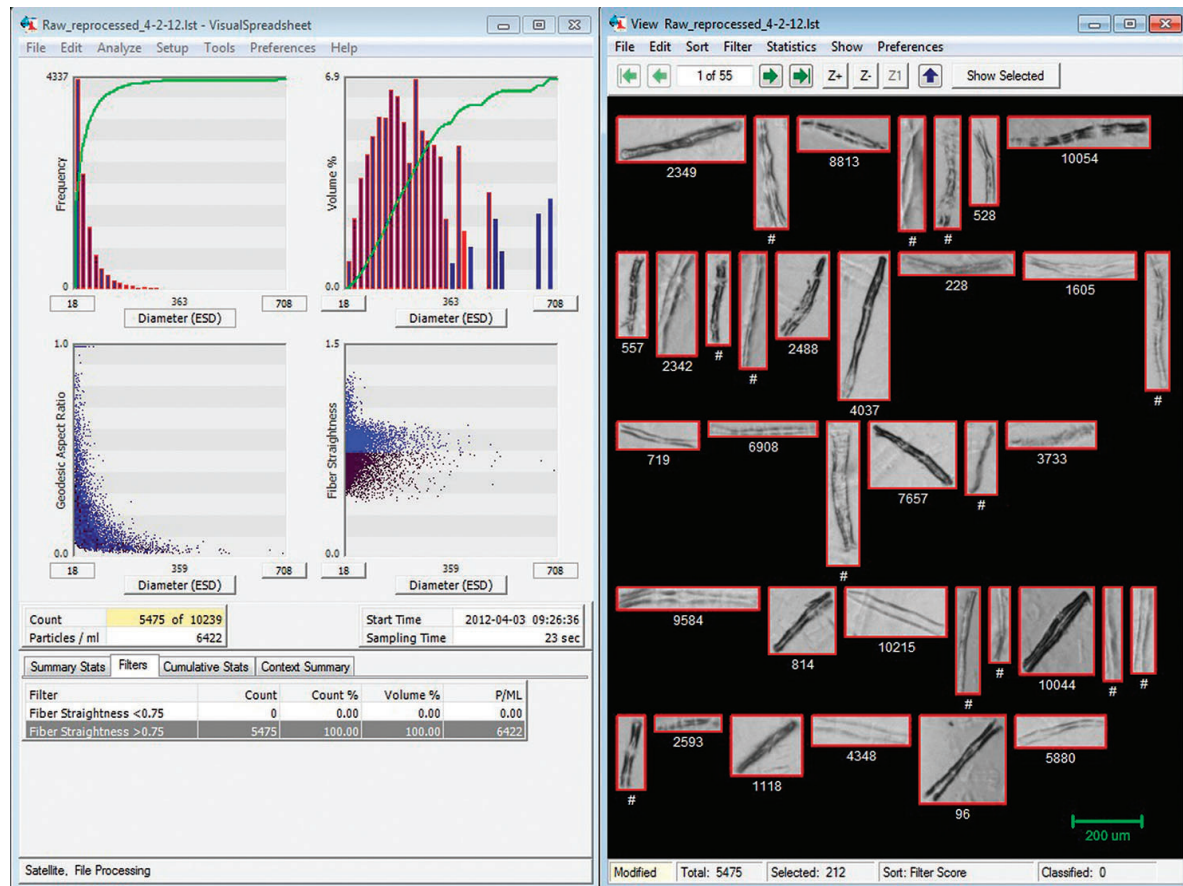 Raw_reprocessed_4-2-12.lst - VisualSpreadsheet
File Edit Analyze Setup Tools Preferences Help
4337
Frequency
0
18 363 708
Diameter (ESD)
6.9
Volume %
0.0
18 363 708
Diameter (ESD)
1.0
Geodesic Aspect Ratio
0.0
18 359 708
Diameter (ESD)
1.5
Fiber Straightness
0.0
18 359 708
Diameter (ESD)
Count 5475 of 10239
Particles / ml 6422
Start Time 2012-04-03 09:26:36
Sampling Time 23 sec
Summary Stats Filters Cumulative Stats Context Summary
Filter Count Count % Volume % P/ML
Fiber Straightness <0.75 0 0.00 0.00 0.00
Fiber Straightness >0.75 5475 100.00 100.00 6422
Satellite, File Processing
View Raw_reprocessed_4-2-12.lst
File Edit Sort Filter Statistics Show Preferences
1 of 55 Z+ Z- Z1 Show Selected
2349 # 8813 # # 528 10054
557 2342 # # 2488 4037 228 1605 #
719 6908 # 7657 # 3733
9584 814 10215 # # 10044 # #
# 2593 1118 4348 96 5880
200 um
Modified Total: 5475 Selected: 212 Sort: Filter Score Classified: 0